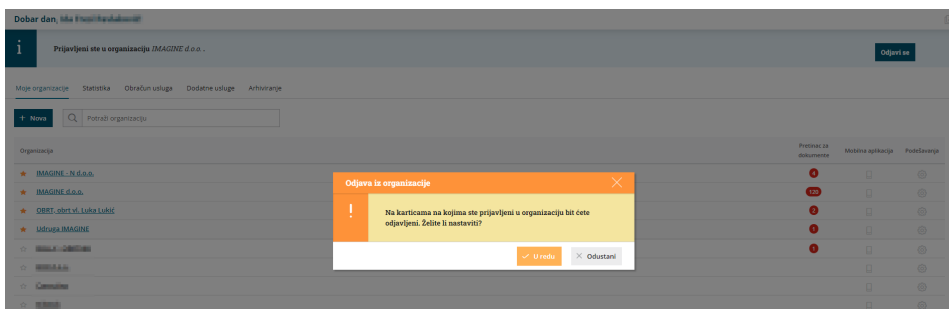 Dobar dan,
i
Prijavljeni ste u organizaciju IMAGINE d.o.o. .
Odjavi se
Moje organizacije Statistika Obračun usluga Dodatne usluge Arhiviranje
+ Nova
Potraži organizaciju
Organizacija Pretinac za dokumente Mobilna aplikacija Podešavanja
IMAGINE - N d.o.o. 4
IMAGINE d.o.o. 120
OBRT, obrt vl. Luka Lukić 2
Udruga IMAGINE 1
1
Odjava iz organizacije
!
Na karticama na kojima ste prijavljeni u organizaciju bit ćete
odjavljeni. Želite li nastaviti?
U redu Odustani